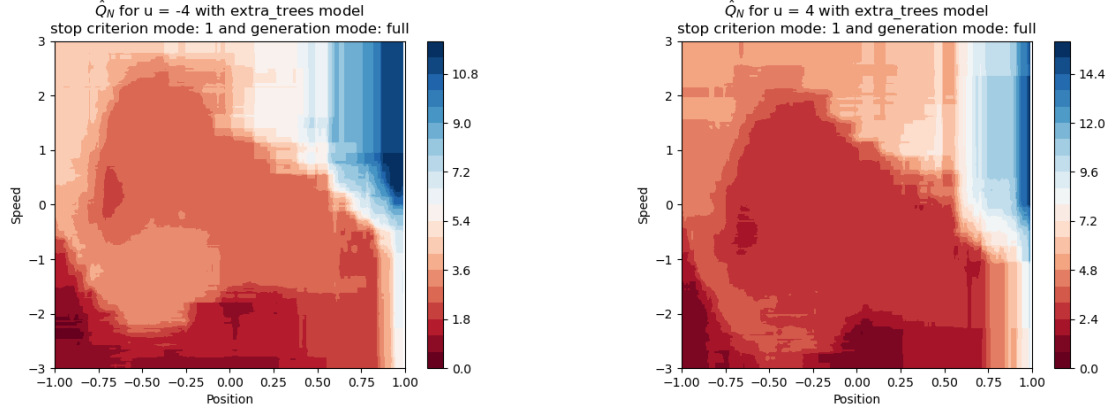 Q̂_N for u = -4 with extra_trees model
stop criterion mode: 1 and generation mode: full
3
2
1
0
−1
−2
−3
Speed
−1.00 −0.75 −0.50 −0.25 0.00 0.25 0.50 0.75 1.00
Position
10.8
9.0
7.2
5.4
3.6
1.8
0.0
Q̂_N for u = 4 with extra_trees model
stop criterion mode: 1 and generation mode: full
3
2
1
0
−1
−2
−3
Speed
−1.00 −0.75 −0.50 −0.25 0.00 0.25 0.50 0.75 1.00
Position
14.4
12.0
9.6
7.2
4.8
2.4
0.0